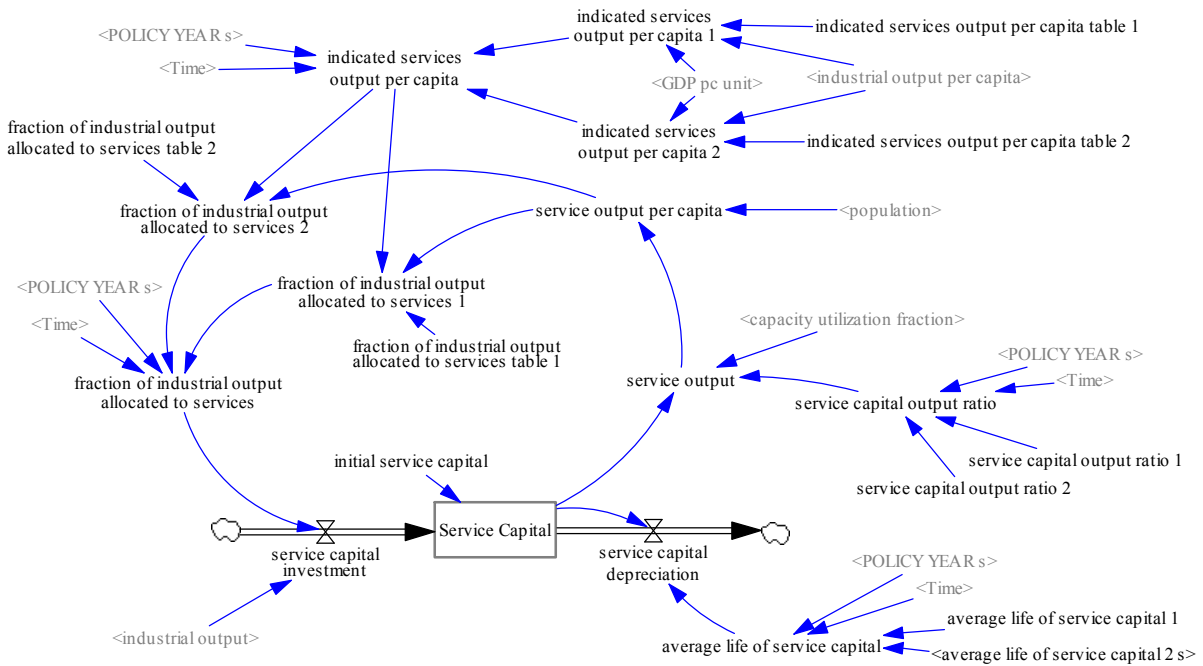 <POLICY YEAR s>
<Time>
indicated services
output per capita
indicated services
output per capita 1
indicated services output per capita table 1
<GDP pc unit>
<industrial output per capita>
indicated services
output per capita 2
indicated services output per capita table 2
fraction of industrial output
allocated to services table 2
fraction of industrial output
allocated to services 2
service output per capita
<population>
<POLICY YEAR s>
<Time>
fraction of industrial output
allocated to services 1
fraction of industrial output
allocated to services table 1
fraction of industrial output
allocated to services
<capacity utilization fraction>
service output
<POLICY YEAR s>
<Time>
service capital output ratio
service capital output ratio 1
service capital output ratio 2
initial service capital
Service Capital
service capital
investment
service capital
depreciation
<industrial output>
<POLICY YEAR s>
<Time>
average life of service capital 1
average life of service capital
<average life of service capital 2 s>